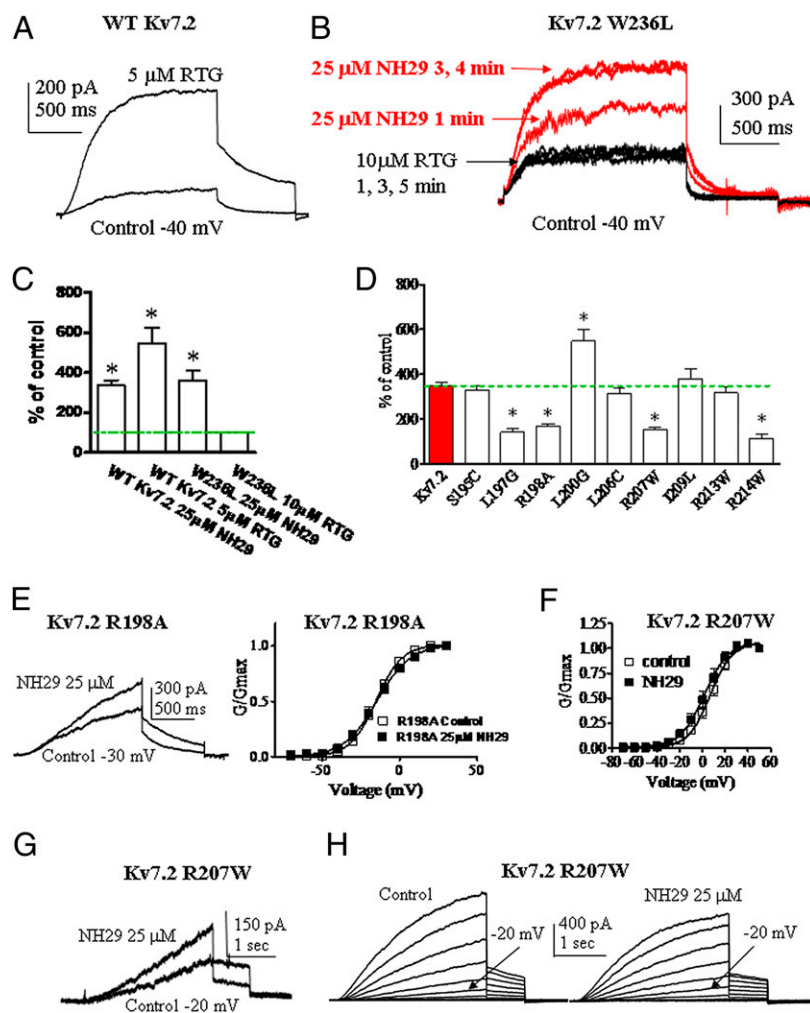 A
WT Kv7.2
200 pA
500 ms
5 µM RTG
Control -40 mV
B
Kv7.2 W236L
25 µM NH29 3, 4 min
25 µM NH29 1 min
10µM RTG
1, 3, 5 min
300 pA
500 ms
Control -40 mV
C
% of control
800
600
400
200
0
*
*
*
WT Kv7.2 25µM NH29
WT Kv7.2 5µM RTG
W236L 25µM NH29
W236L 10µM RTG
D
% of control
800
600
400
200
0
*
*
*
*
*
Kv7.2
S195C
L197G
R198A
L200G
L206C
R207W
I209L
R213W
R214W
E
Kv7.2 R198A
NH29 25 µM
300 pA
500 ms
Control -30 mV
Kv7.2 R198A
G/Gmax
1.0
0.5
0.0
R198A Control
R198A 25µM NH29
-50
0
50
Voltage (mV)
F
Kv7.2 R207W
G/Gmax
1.25
1.00
0.75
0.50
0.25
0.00
control
NH29
-80 -60 -40 -20 0 20 40 60
Voltage (mV)
G
Kv7.2 R207W
NH29 25 µM
150 pA
1 sec
Control -20 mV
H
Kv7.2 R207W
Control
-20 mV
400 pA
1 sec
NH29 25 µM
-20 mV